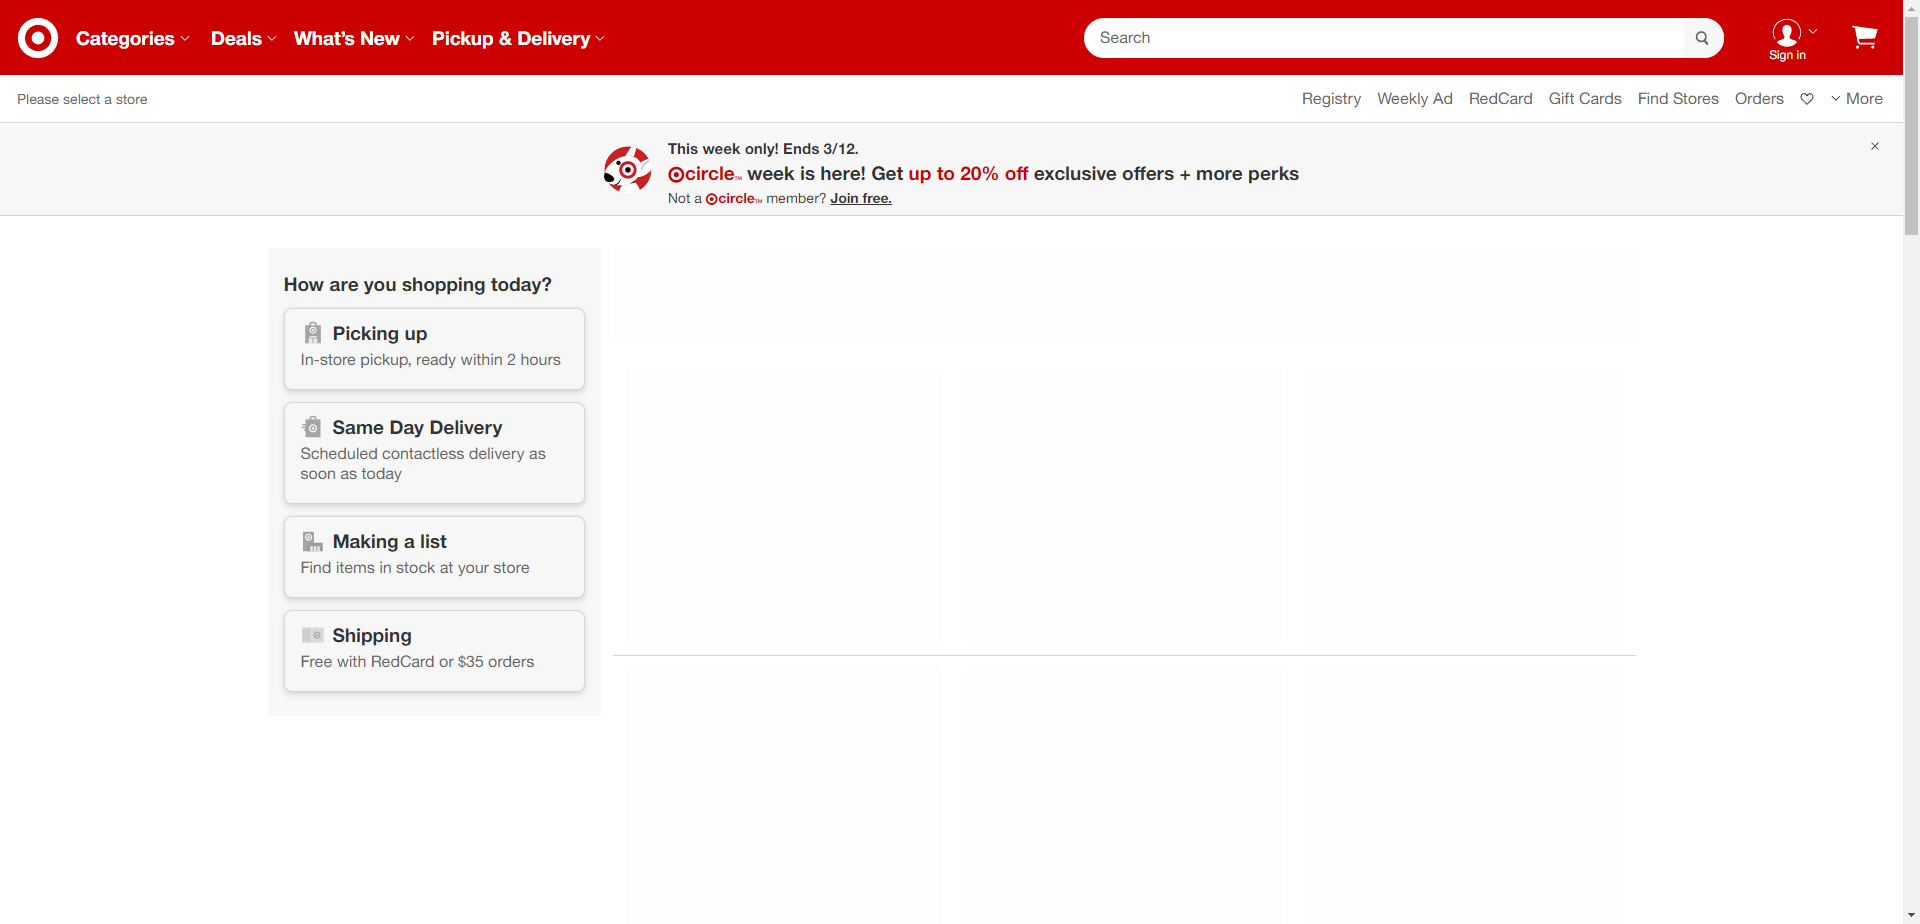 Categories Deals What's New Pickup & Delivery Search Sign in
Please select a store Registry Weekly Ad RedCard Gift Cards Find Stores Orders More
This week only! Ends 3/12.
circle™ week is here! Get up to 20% off exclusive offers + more perks
Not a circle™ member? Join free.
How are you shopping today?
Picking up
In-store pickup, ready within 2 hours
Same Day Delivery
Scheduled contactless delivery as
soon as today
Making a list
Find items in stock at your store
Shipping
Free with RedCard or $35 orders